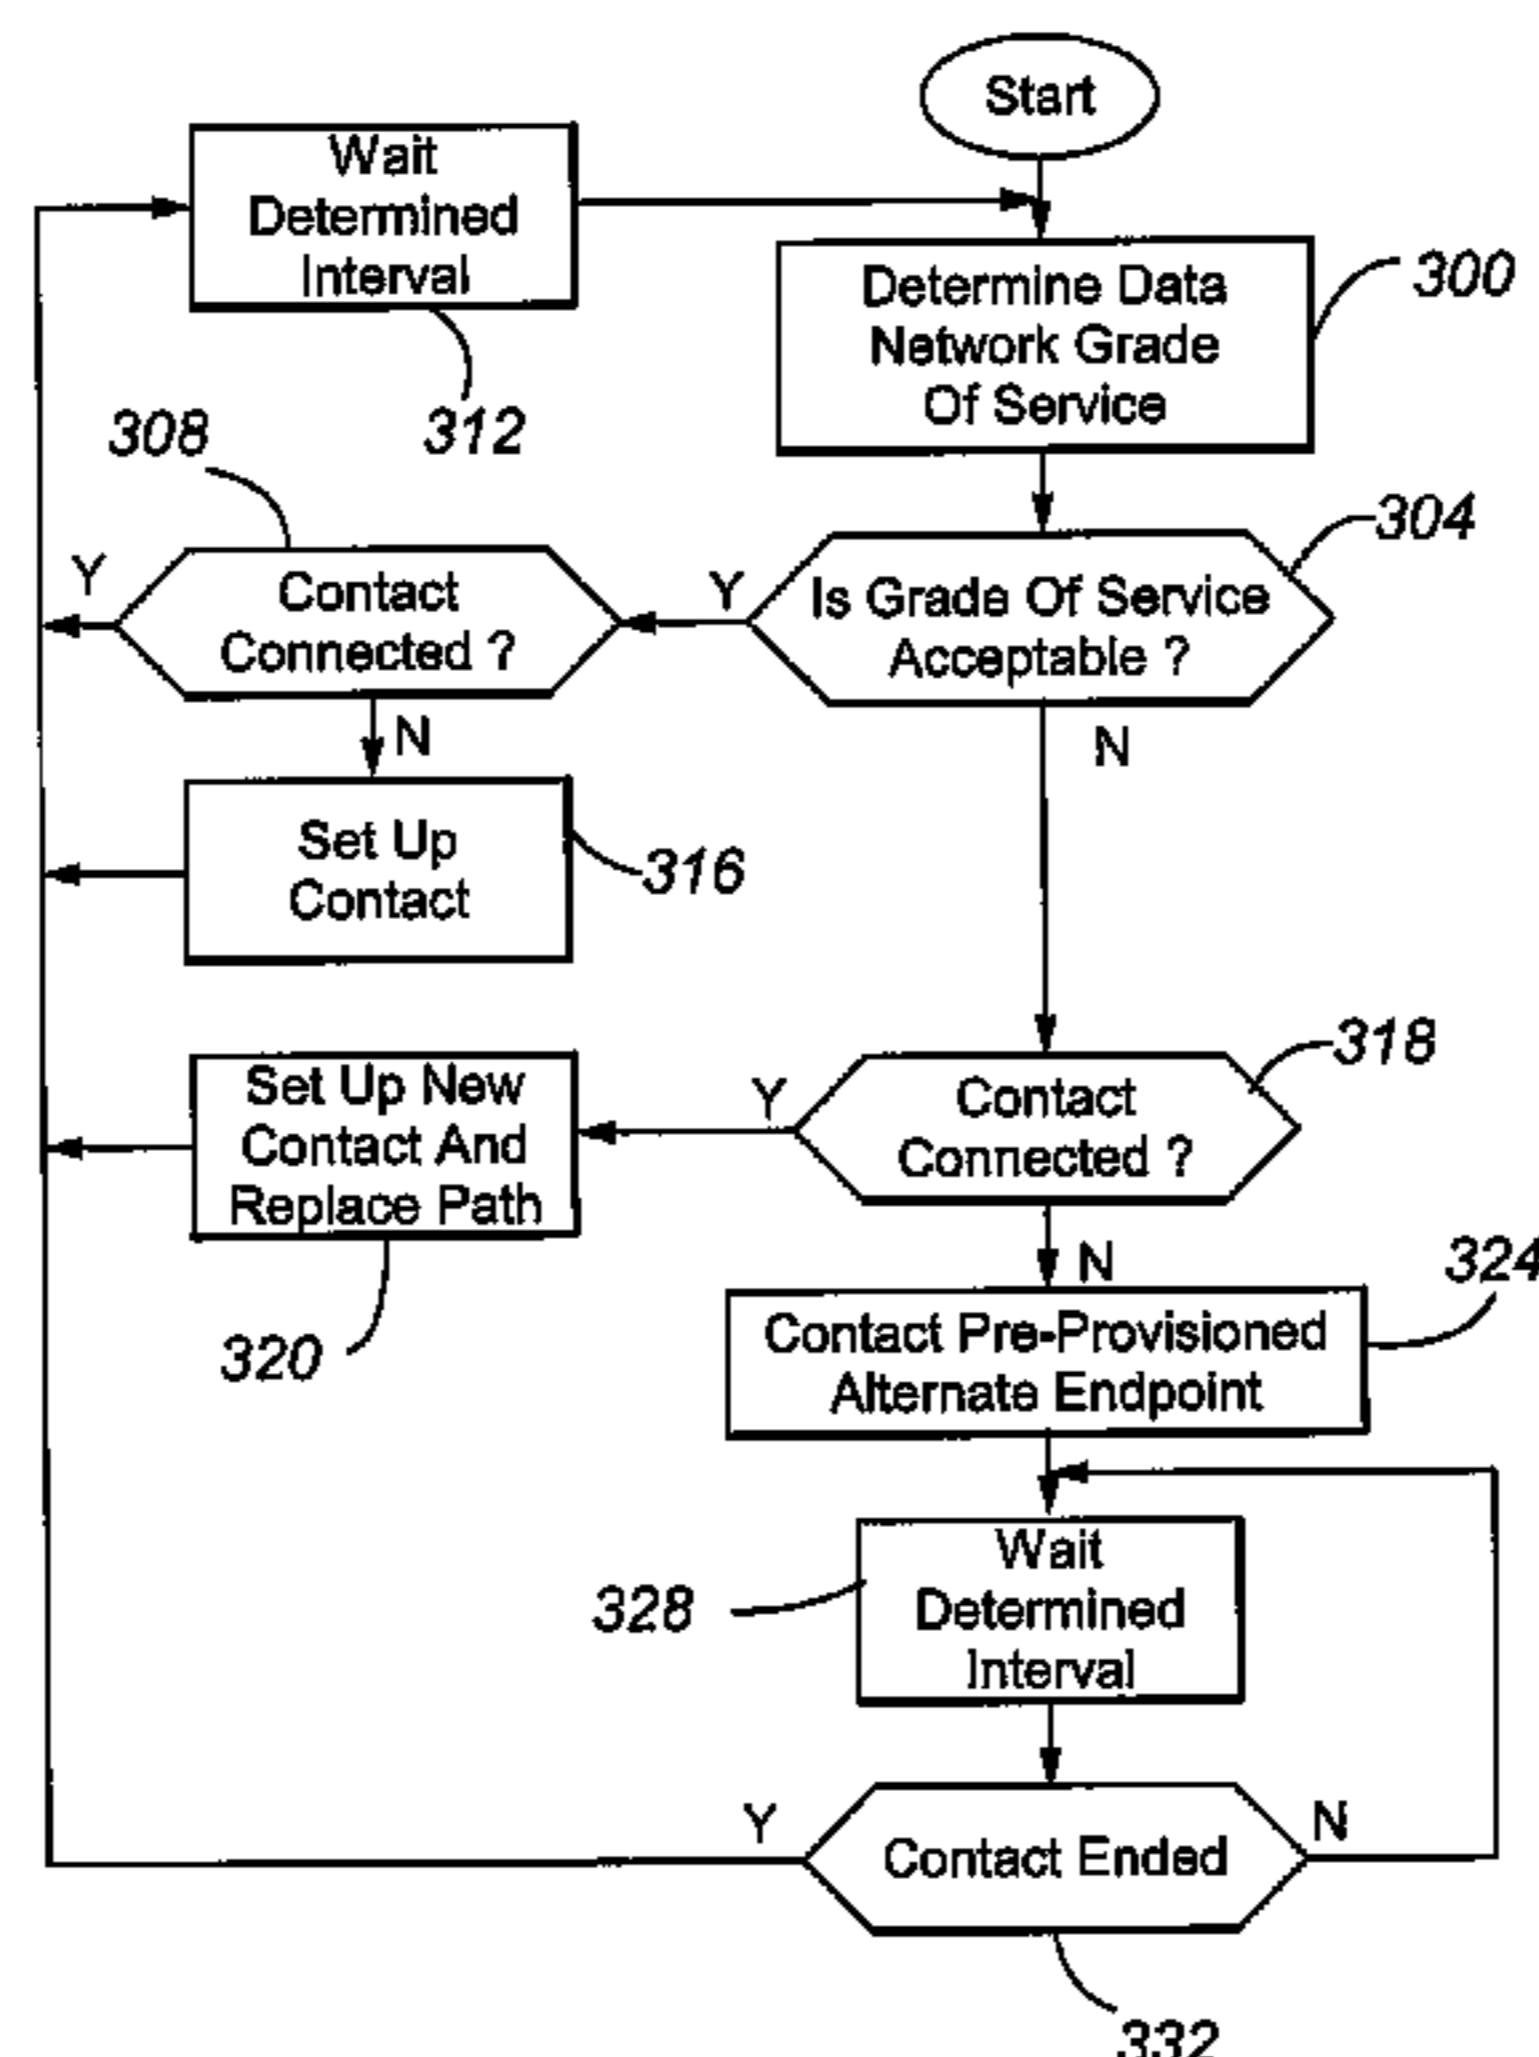 Start
Wait
Determined
Interval
312
Determine Data
Network Grade
Of Service
300
308
Contact
Connected ?
Y
N
Is Grade Of Service
Acceptable ?
304
Y
N
Set Up
Contact
316
Contact
Connected ?
318
Y
N
Set Up New
Contact And
Replace Path
320
Contact Pre-Provisioned
Alternate Endpoint
324
Wait
Determined
Interval
328
Contact Ended
Y
N
332